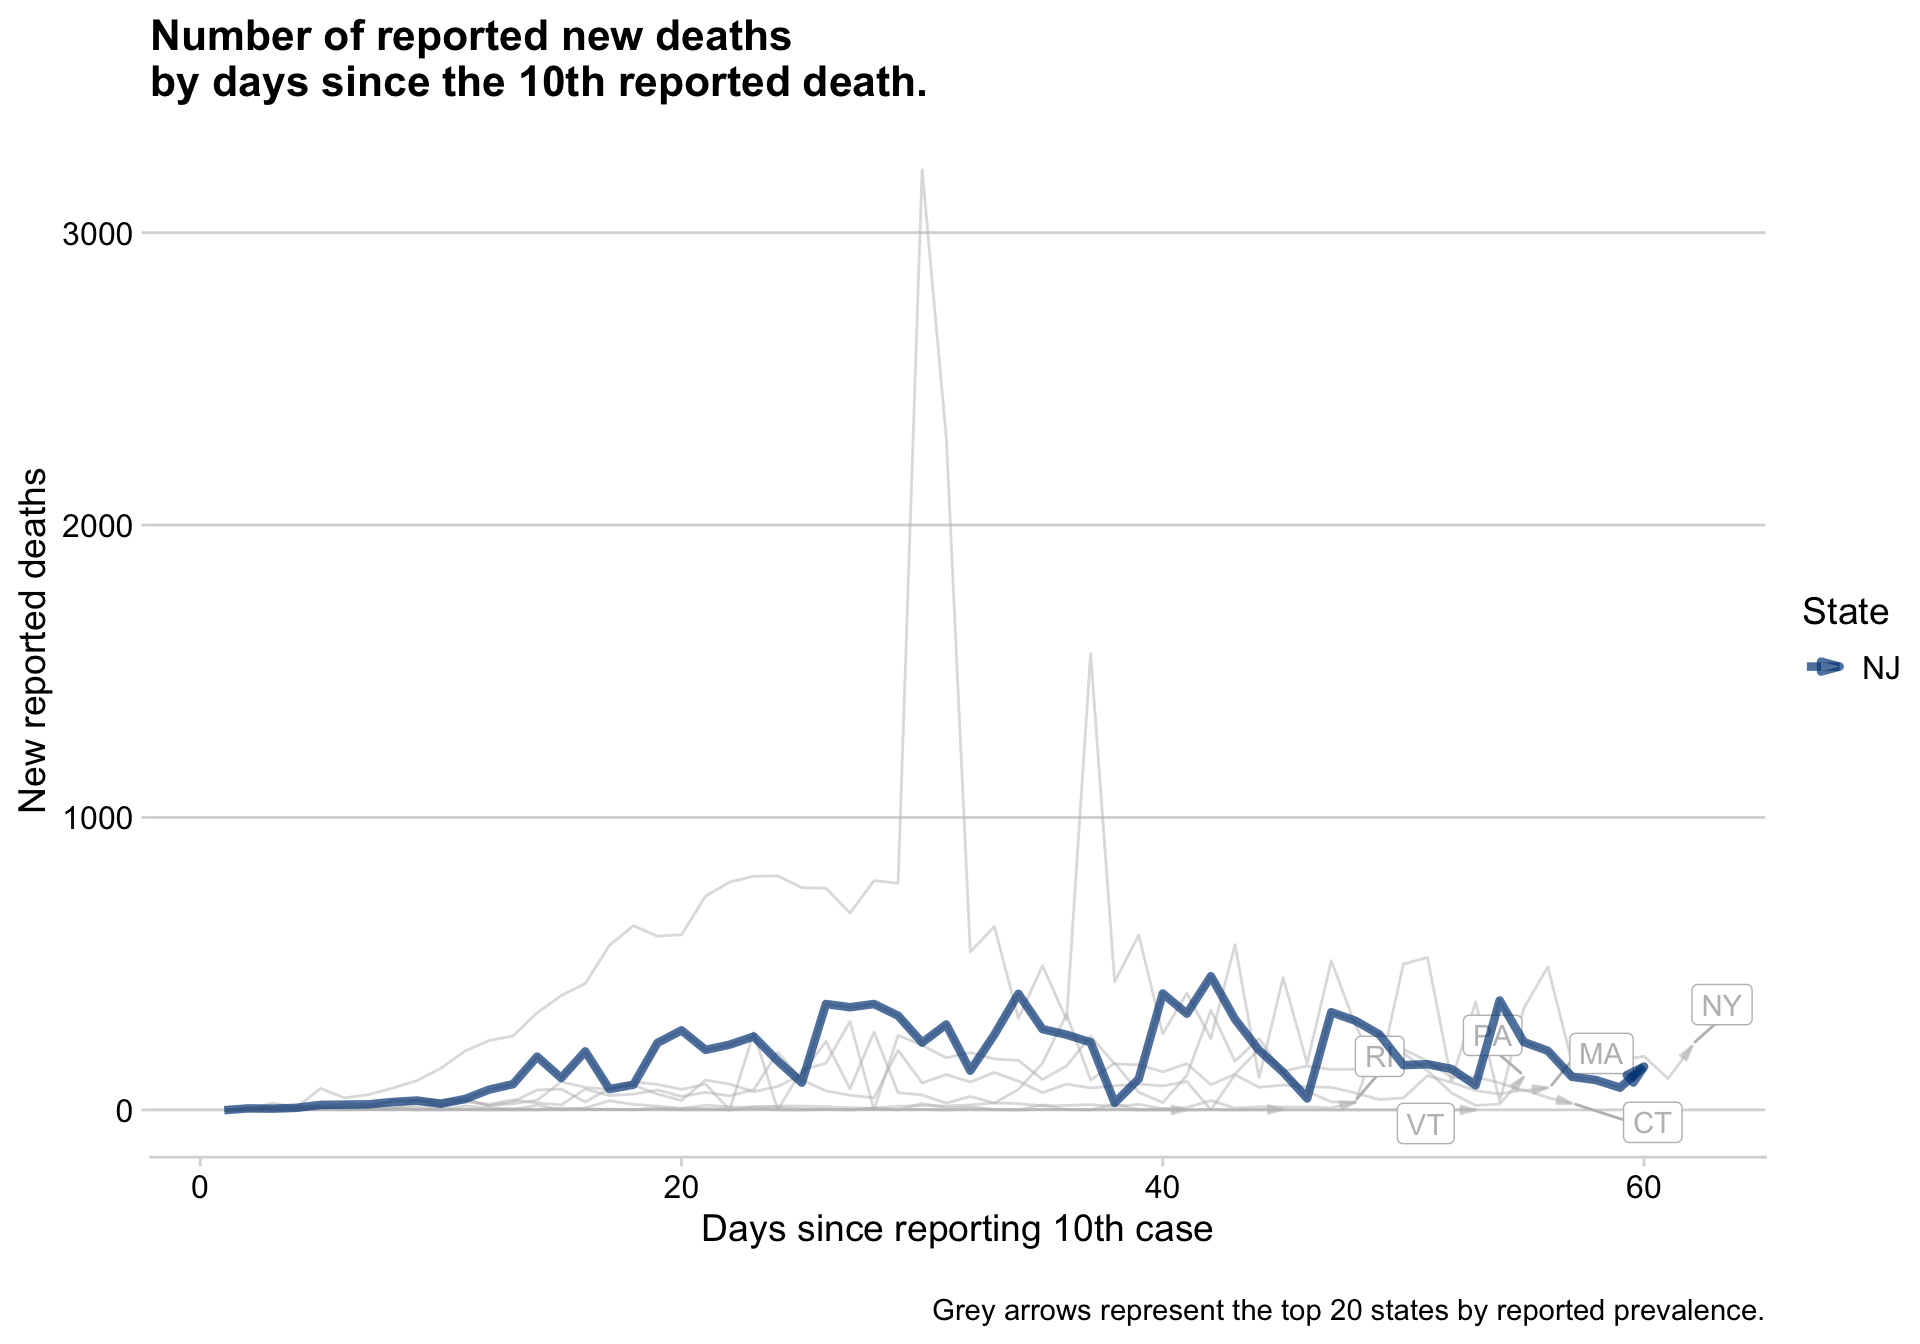 Number of reported new deaths
by days since the 10th reported death.
New reported deaths
3000
2000
1000
0
NY
PA
MA
RI
VT
CT
0 20 40 60
Days since reporting 10th case
State
NJ
Grey arrows represent the top 20 states by reported prevalence.